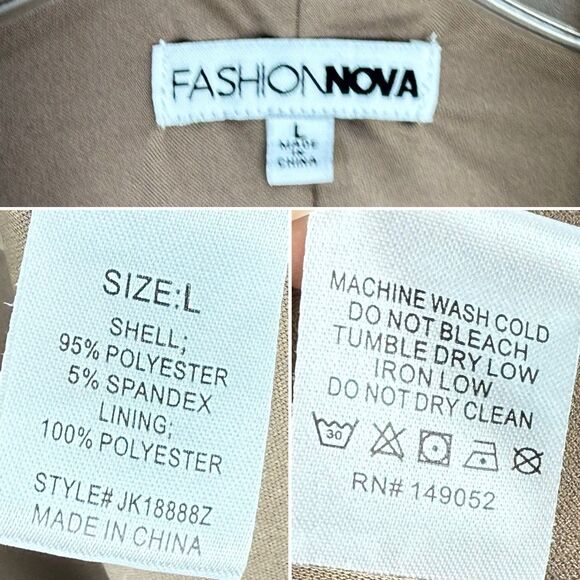 FASHIONNOVA
L
MADE
IN
CHINA
SIZE:L
SHELL;
95% POLYESTER
5% SPANDEX
LINING;
100% POLYESTER
STYLE# JK18888Z
MADE IN CHINA
MACHINE WASH COLD
DO NOT BLEACH
TUMBLE DRY LOW
IRON LOW
DO NOT DRY CLEAN
30
RN# 149052